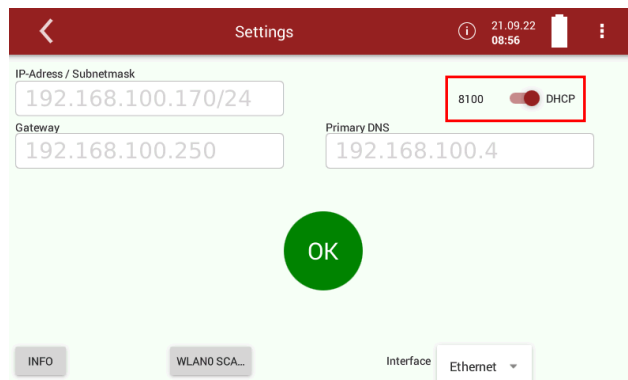 Settings
21.09.22
08:56
IP-Adress / Subnetmask
192.168.100.170/24
8100 DHCP
Gateway
Primary DNS
192.168.100.250
192.168.100.4
OK
INFO
WLAN0 SCA...
Interface
Ethernet